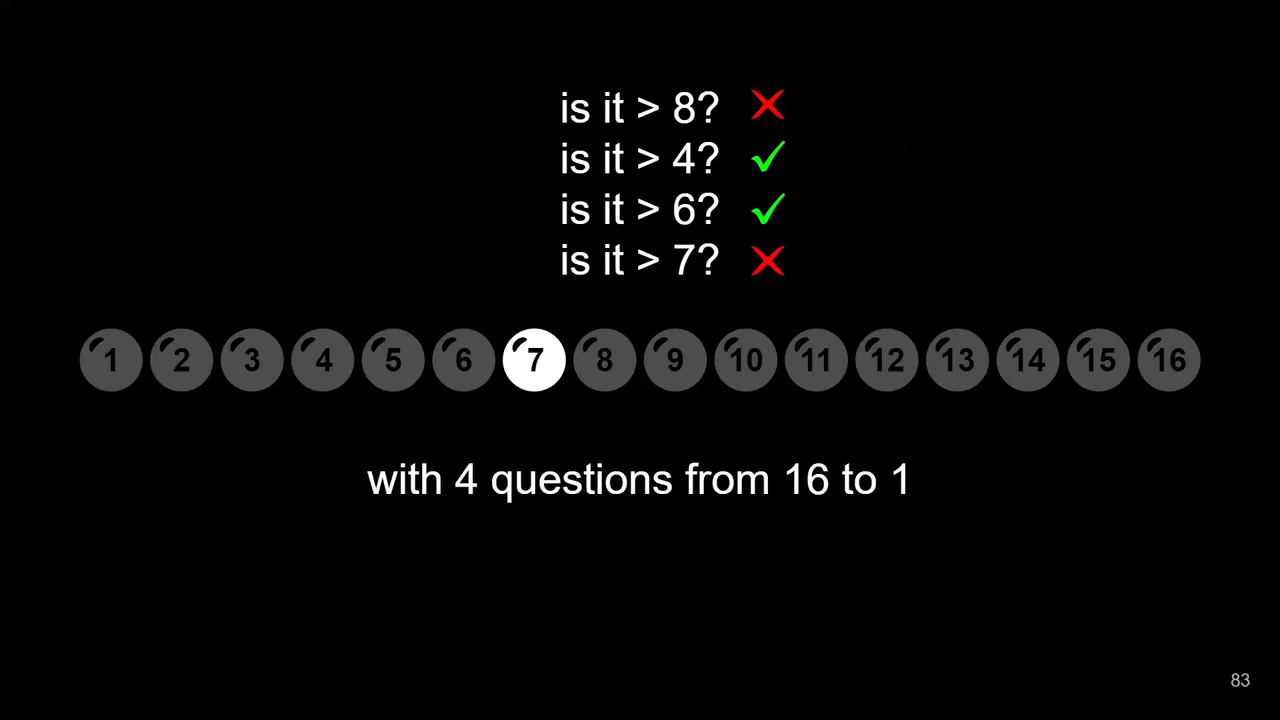 is it > 8? ❌
is it > 4? ✓
is it > 6? ✓
is it > 7? ❌
1 2 3 4 5 6 7 8 9 10 11 12 13 14 15 16
with 4 questions from 16 to 1
83